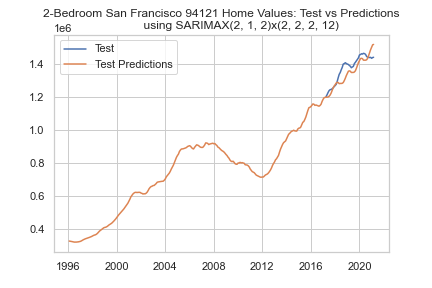 2-Bedroom San Francisco 94121 Home Values: Test vs Predictions
using SARIMAX(2, 1, 2)x(2, 2, 2, 12)
1e6
Test
Test Predictions
1.4
1.2
1.0
0.8
0.6
0.4
1996
2000
2004
2008
2012
2016
2020